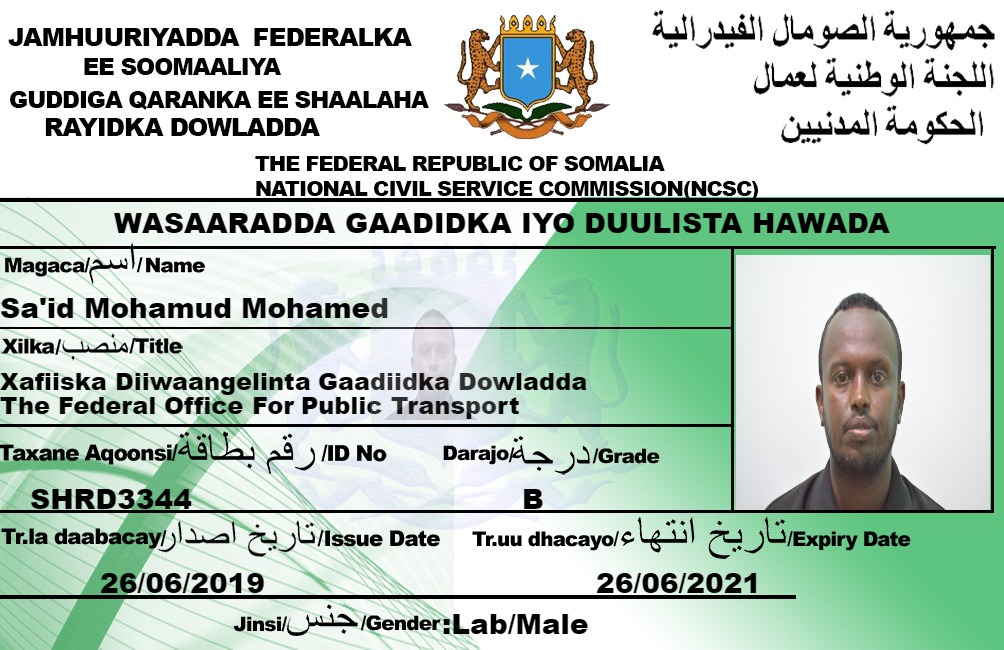 JAMHUURIYADDA FEDERALKA
EE SOOMAALIYA
GUDDIGA QARANKA EE SHAALAHA
RAYIDKA DOWLADDA
جمهورية الصومال الفيدرالية
اللجنة الوطنية لعمال
الحكومة المدنيين
THE FEDERAL REPUBLIC OF SOMALIA
NATIONAL CIVIL SERVICE COMMISSION(NCSC)
WASAARADDA GAADIDKA IYO DUULISTA HAWADA
Magaca/اسم/Name
Sa'id Mohamud Mohamed
Xilka/منصب/Title
Xafiiska Diiwaangelinta Gaadiidka Dowladda
The Federal Office For Public Transport
Taxane Aqoonsi/رقم بطاقة/ID No
SHRD3344
Darajo/درجة/Grade
B
Tr.la daabacay/تاريخ اصدار/Issue Date
26/06/2019
Tr.uu dhacayo/تاريخ انتهاء/Expiry Date
26/06/2021
Jinsi/جنس/Gender:Lab/Male